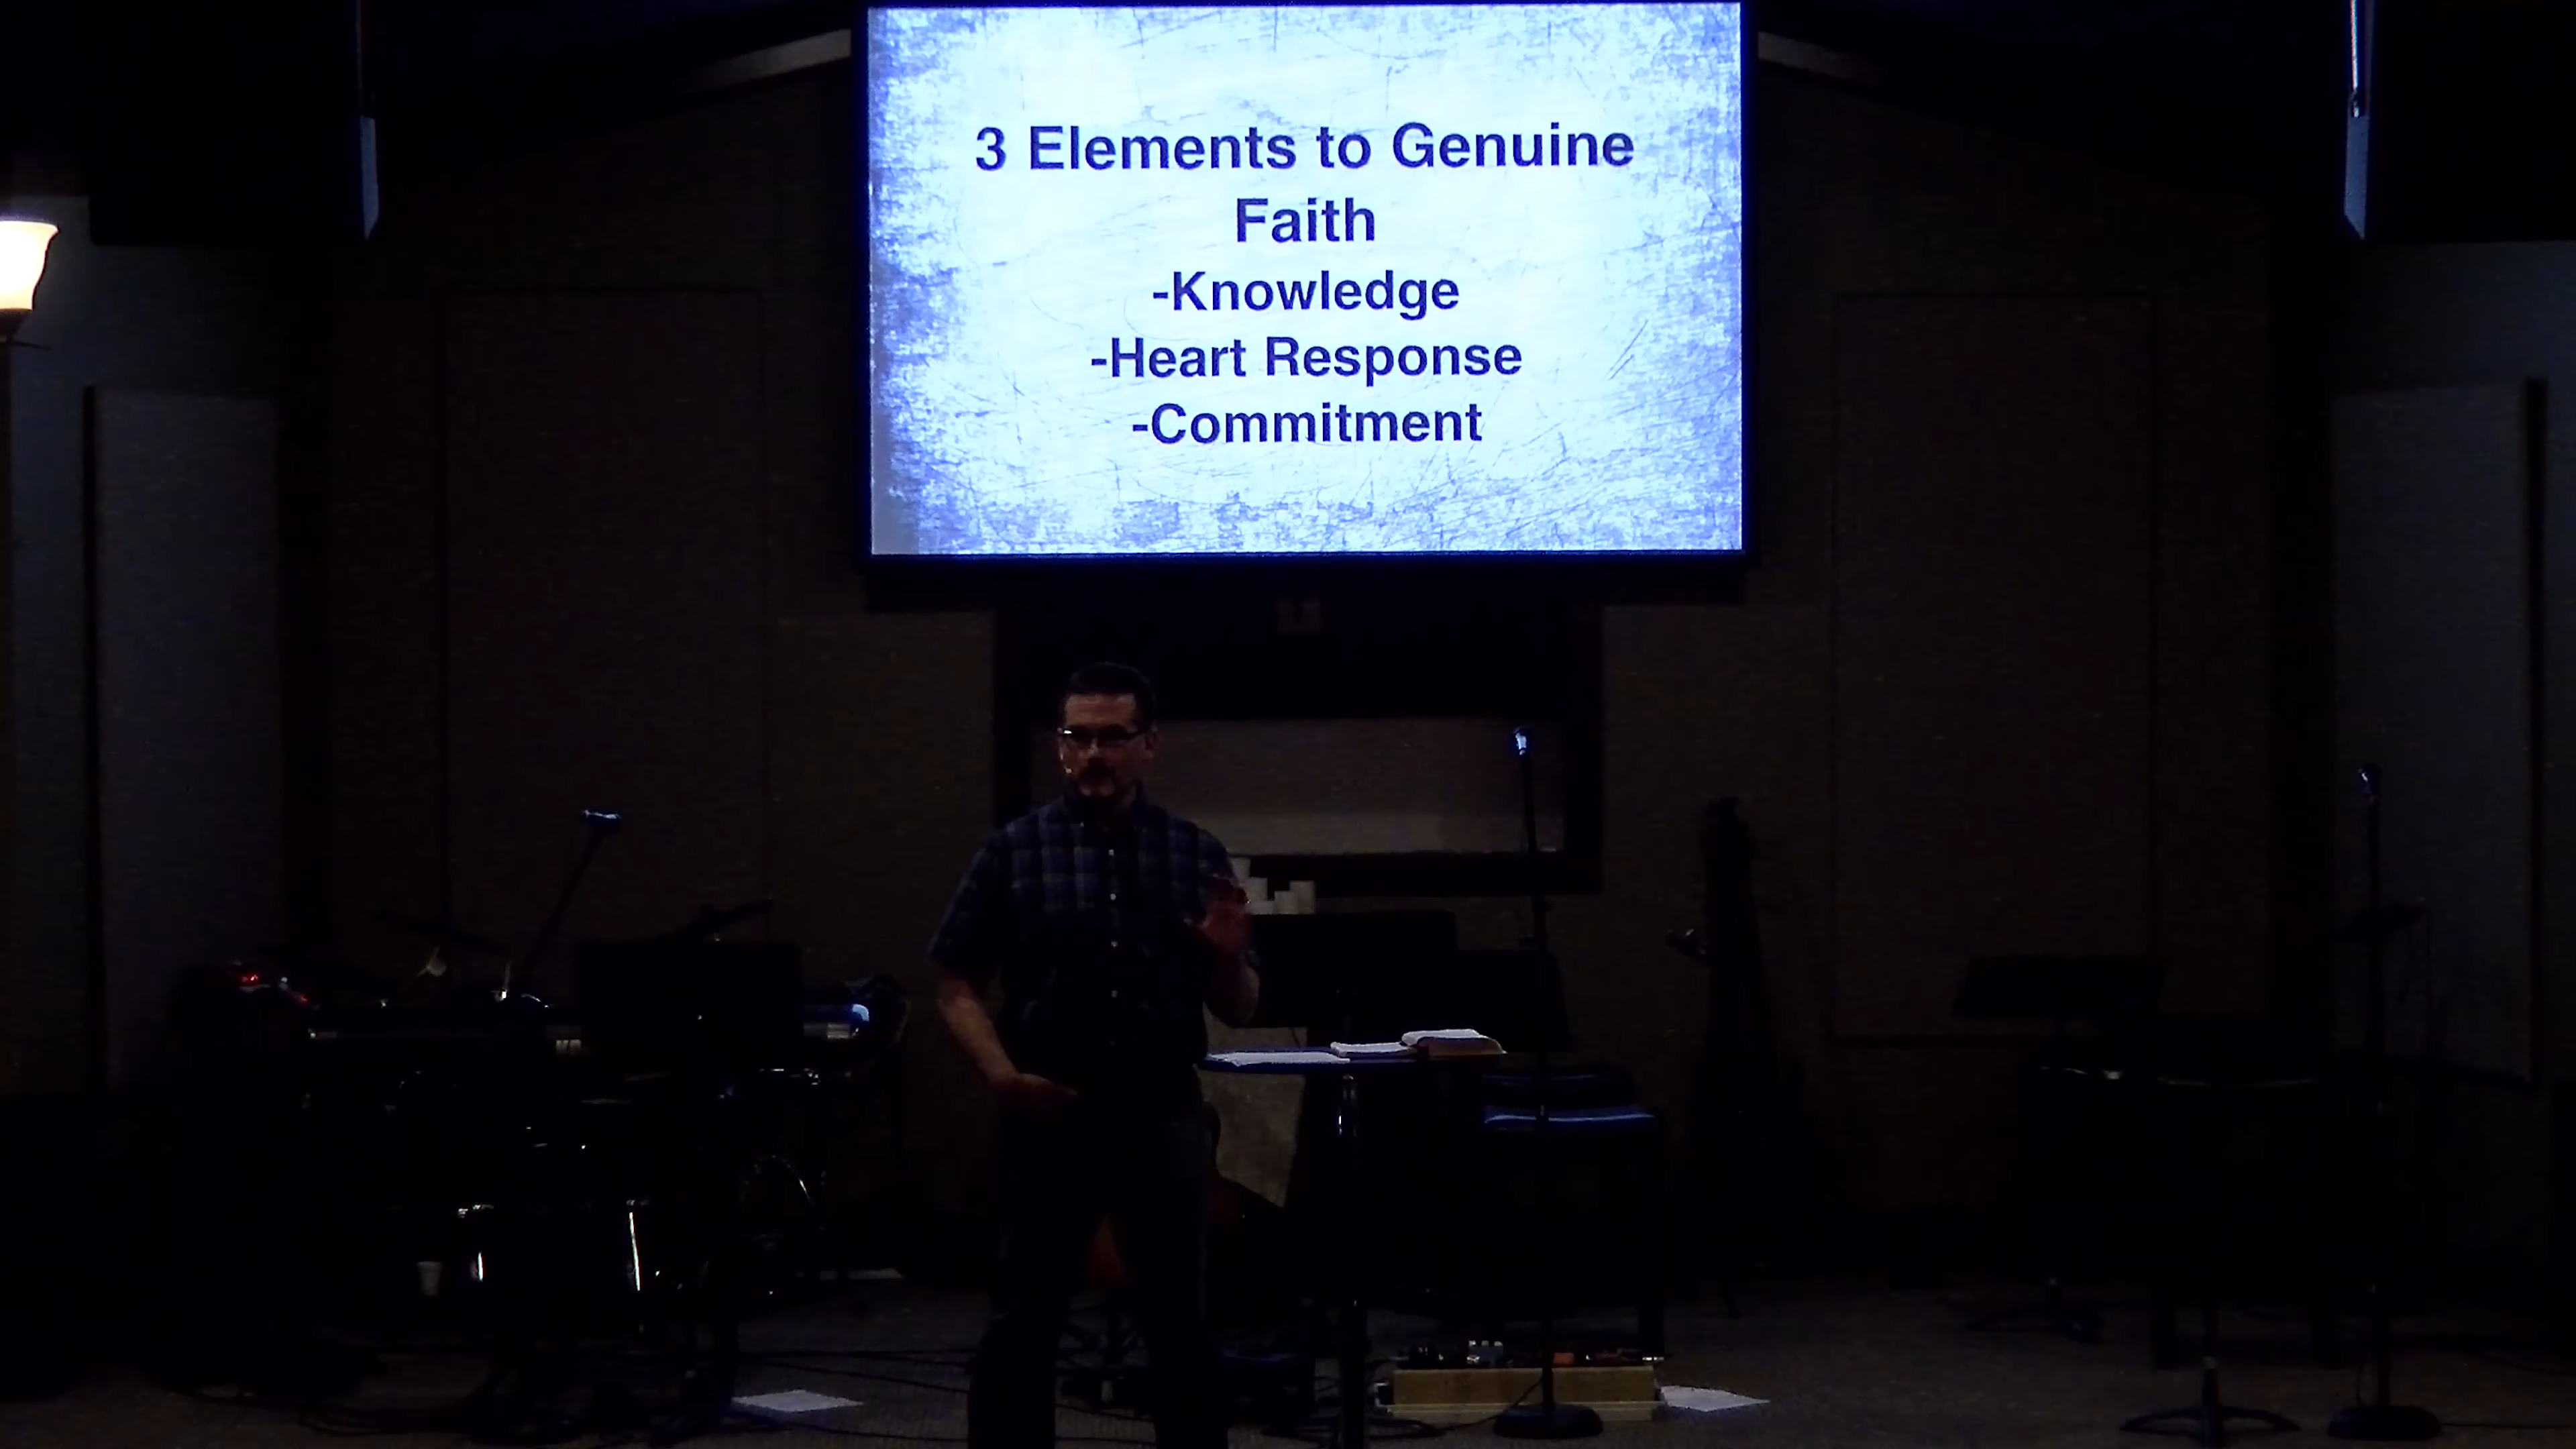 3 Elements to Genuine
Faith
-Knowledge
-Heart Response
-Commitment